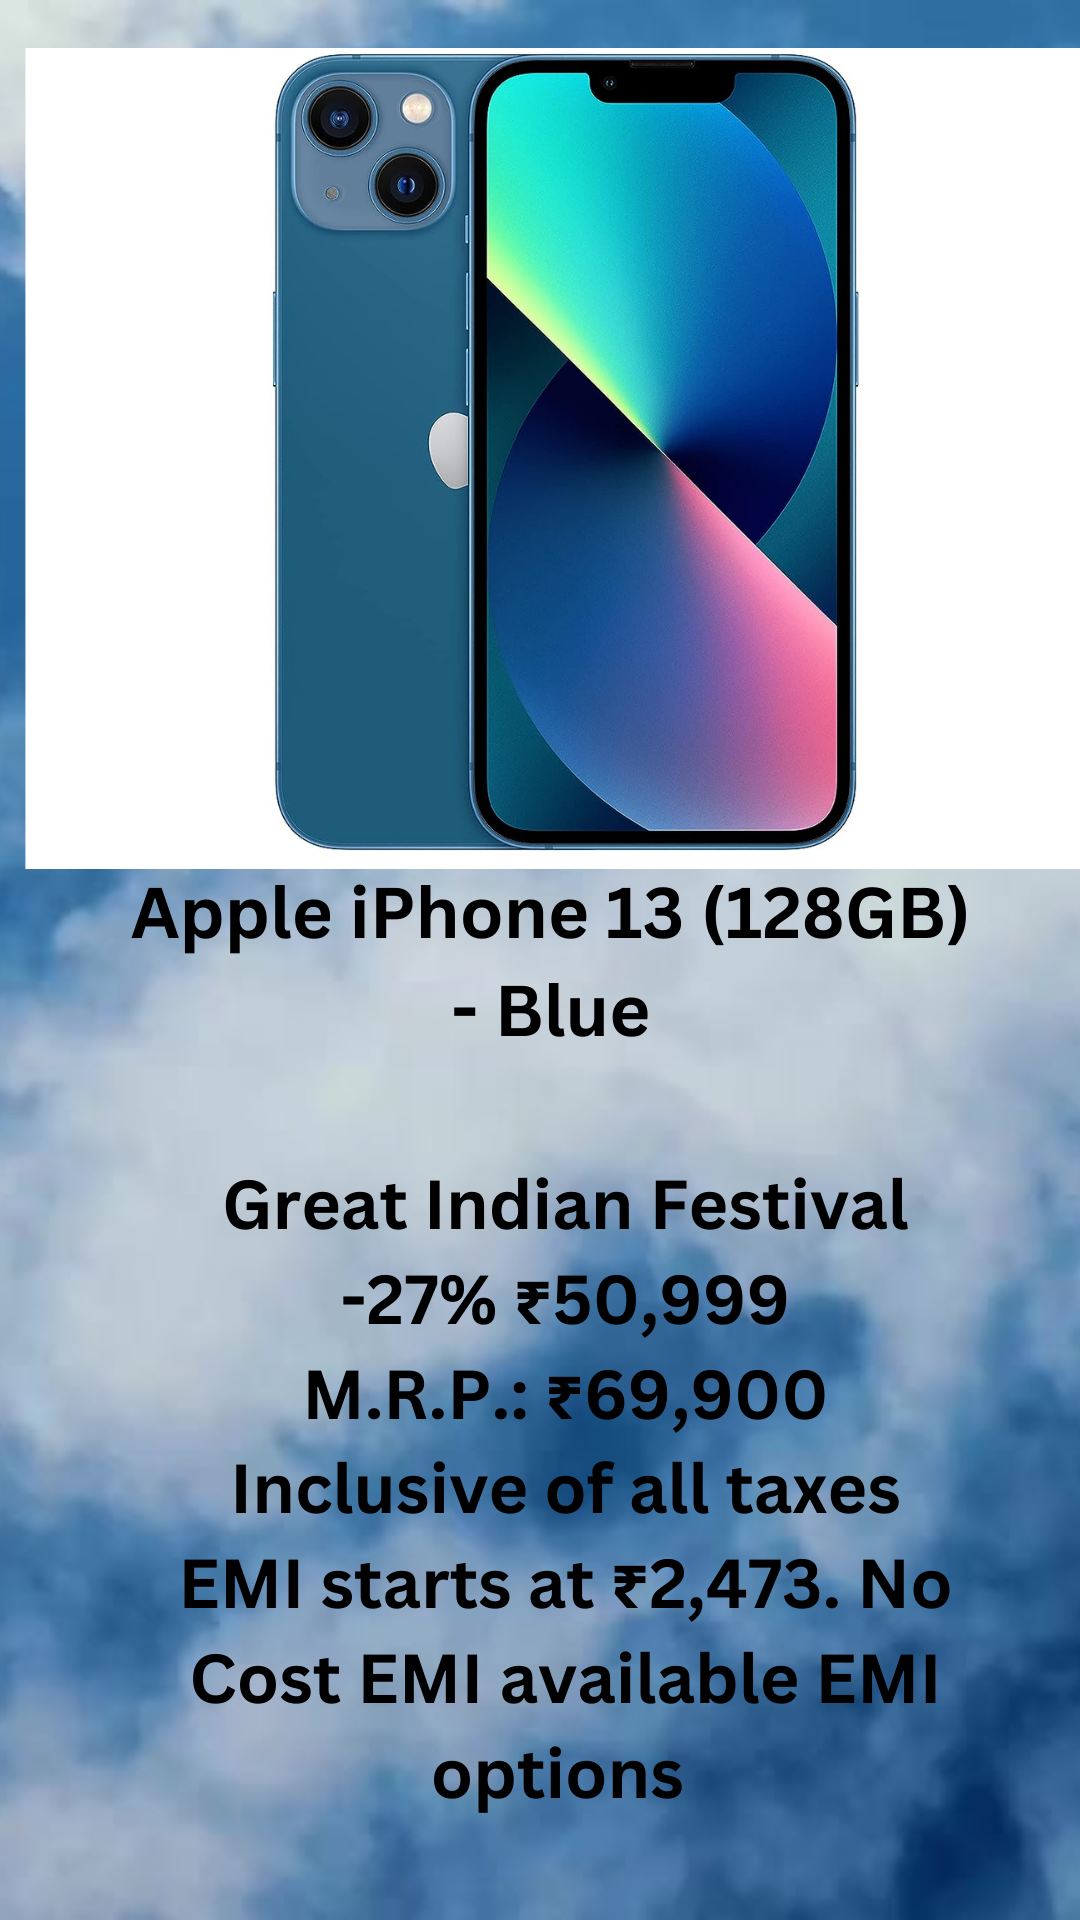 Apple iPhone 13 (128GB)
- Blue
Great Indian Festival
-27% ₹50,999
M.R.P.: ₹69,900
Inclusive of all taxes
EMI starts at ₹2,473. No
Cost EMI available EMI
options